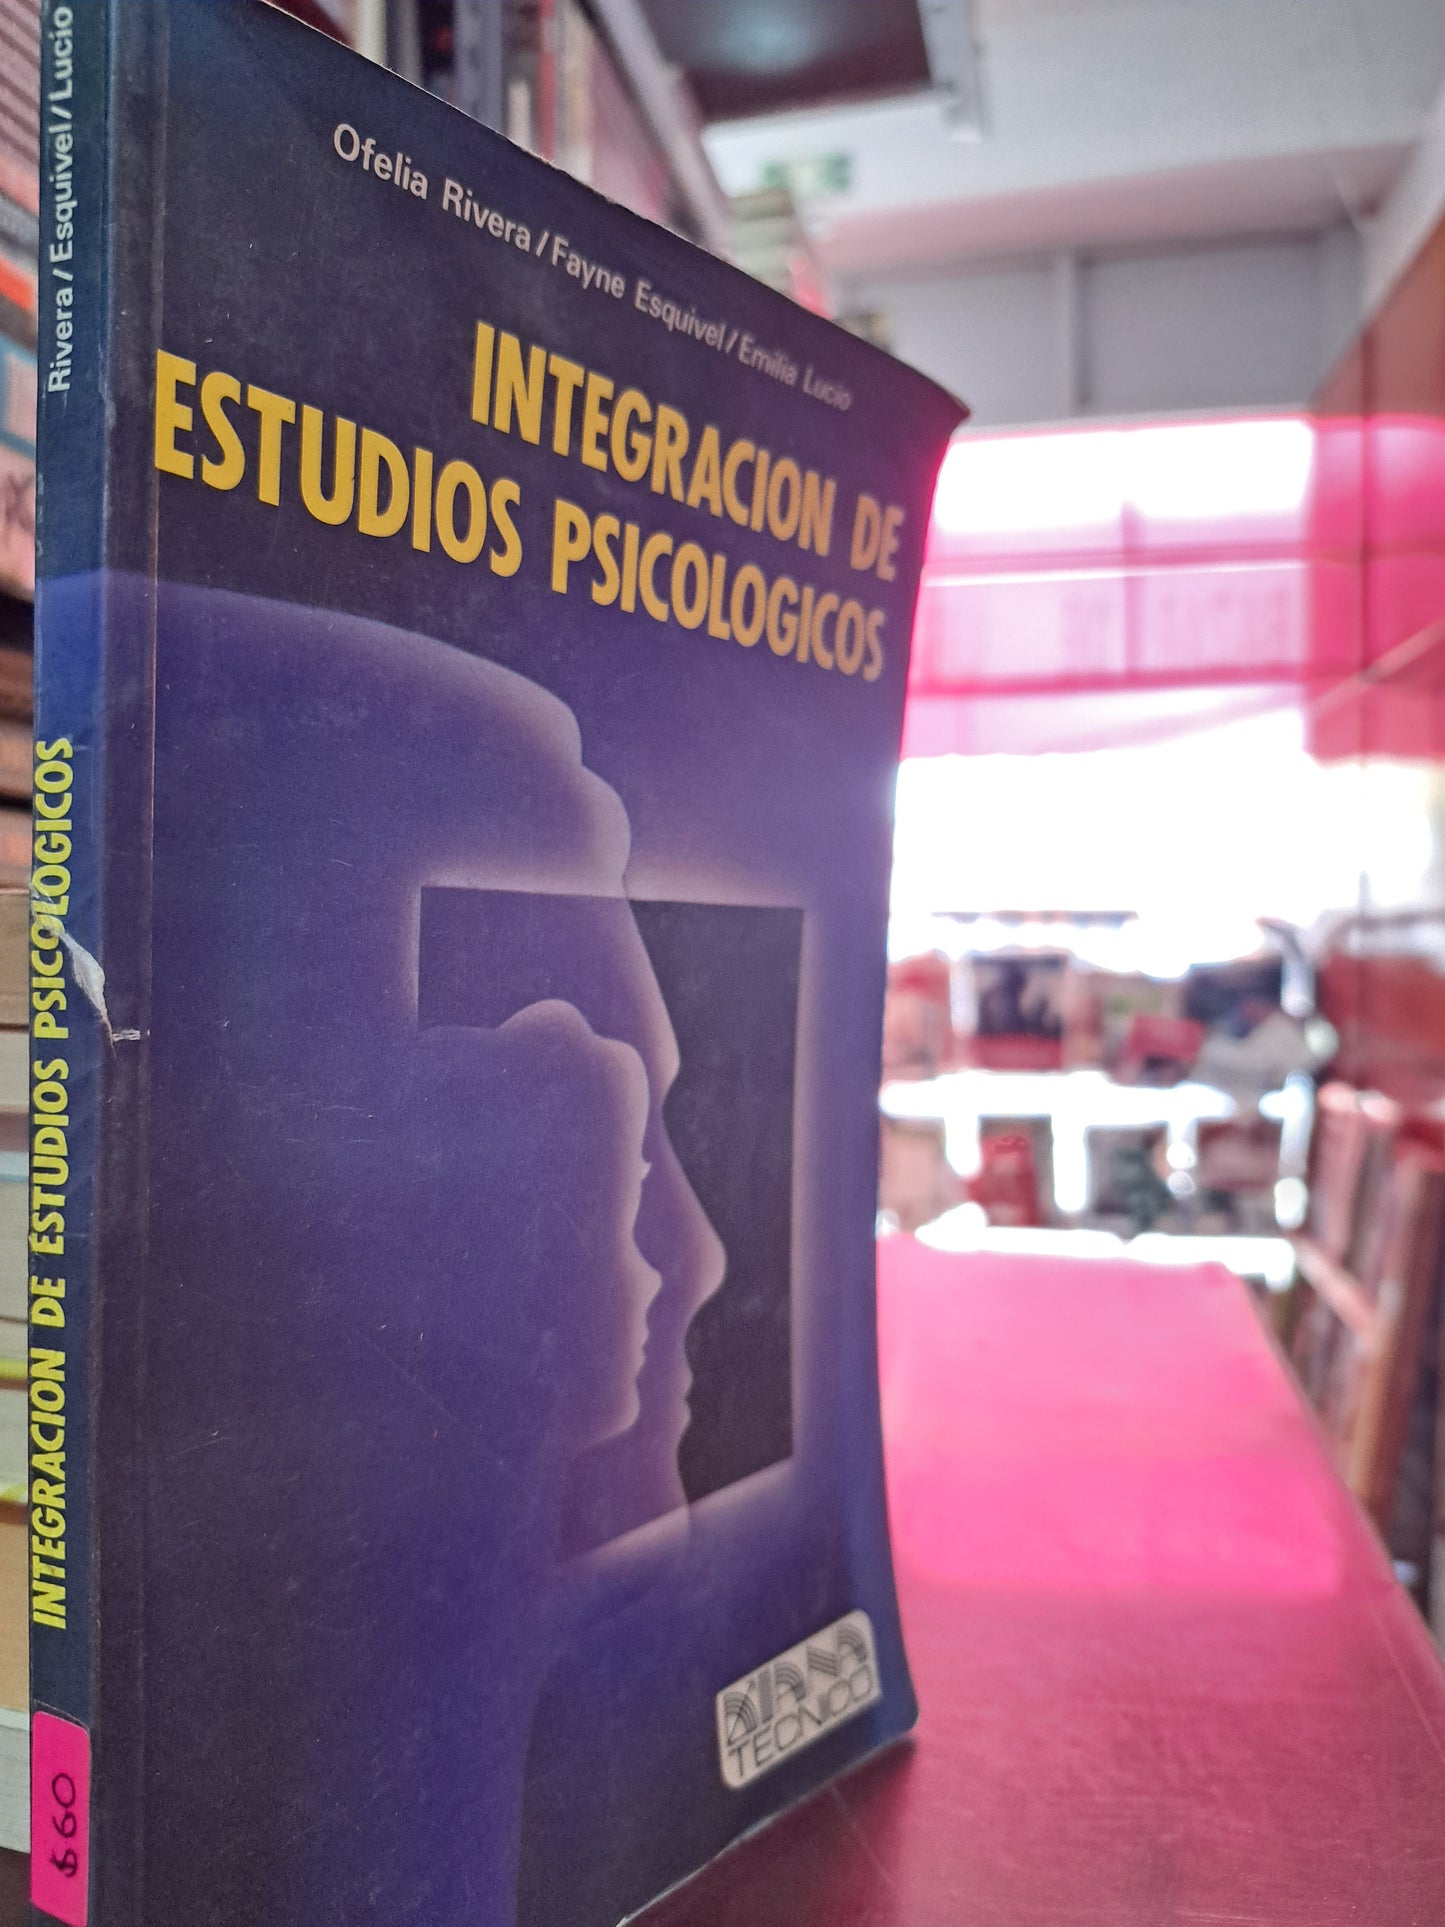 Ofelia Rivera/Fayne Esquivel/Emilia Lucio
INTEGRACION DE
ESTUDIOS PSICOLOGICOS
DIANA
TECNICO
Rivera/Esquivel/Lucio
INTEGRACION DE ESTUDIOS PSICOLOGICOS
$60